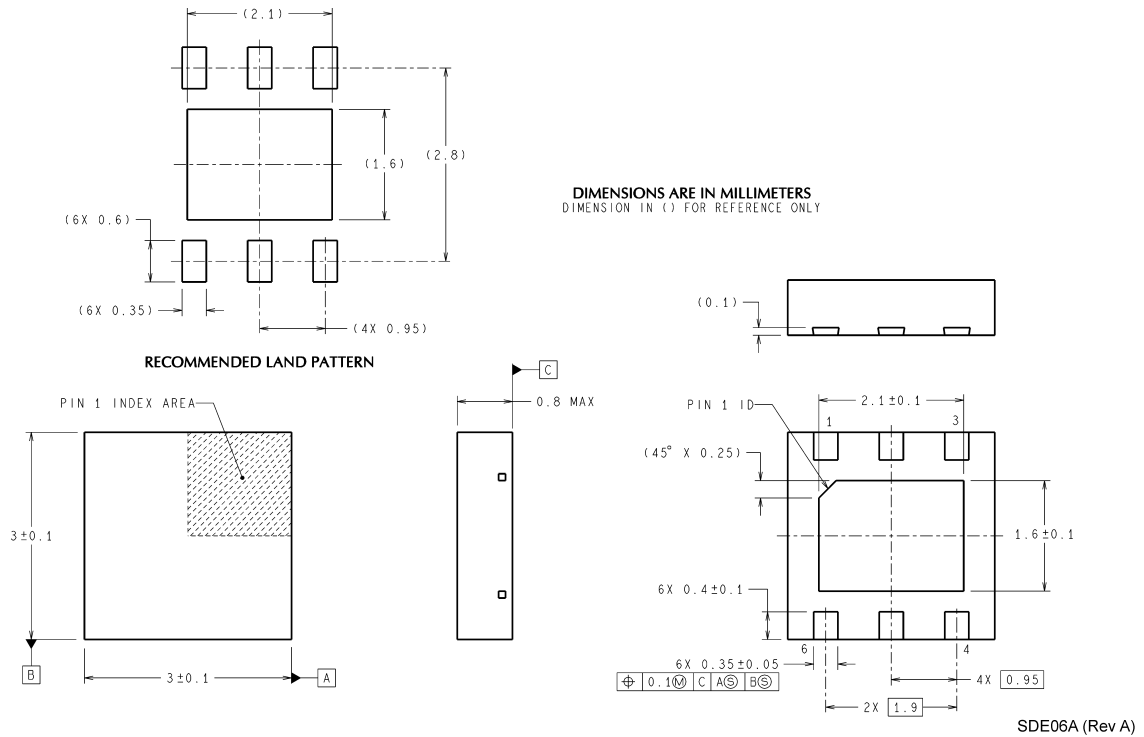 (2.1)
(1.6)
(2.8)
(6X 0.6)
(6X 0.35)
(4X 0.95)
RECOMMENDED LAND PATTERN
DIMENSIONS ARE IN MILLIMETERS
DIMENSION IN () FOR REFERENCE ONLY
(0.1)
PIN 1 INDEX AREA
3±0.1
B
3±0.1
A
C
0.8 MAX
PIN 1 ID
2.1±0.1
1
3
(45° X 0.25)
1.6±0.1
6X 0.4±0.1
6
4
6X 0.35±0.05
⌖ 0.1Ⓜ C AⓈ BⓈ
4X 0.95
2X 1.9
SDE06A (Rev A)